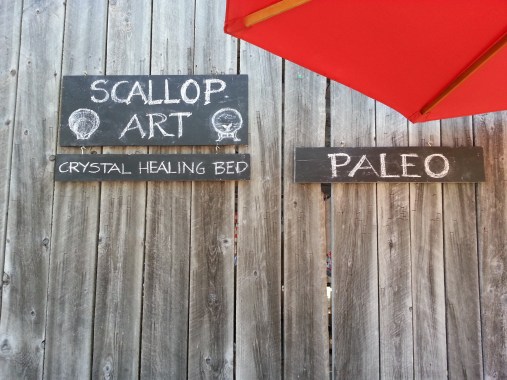 SCALLOP
ART
CRYSTAL HEALING BED
PALEO